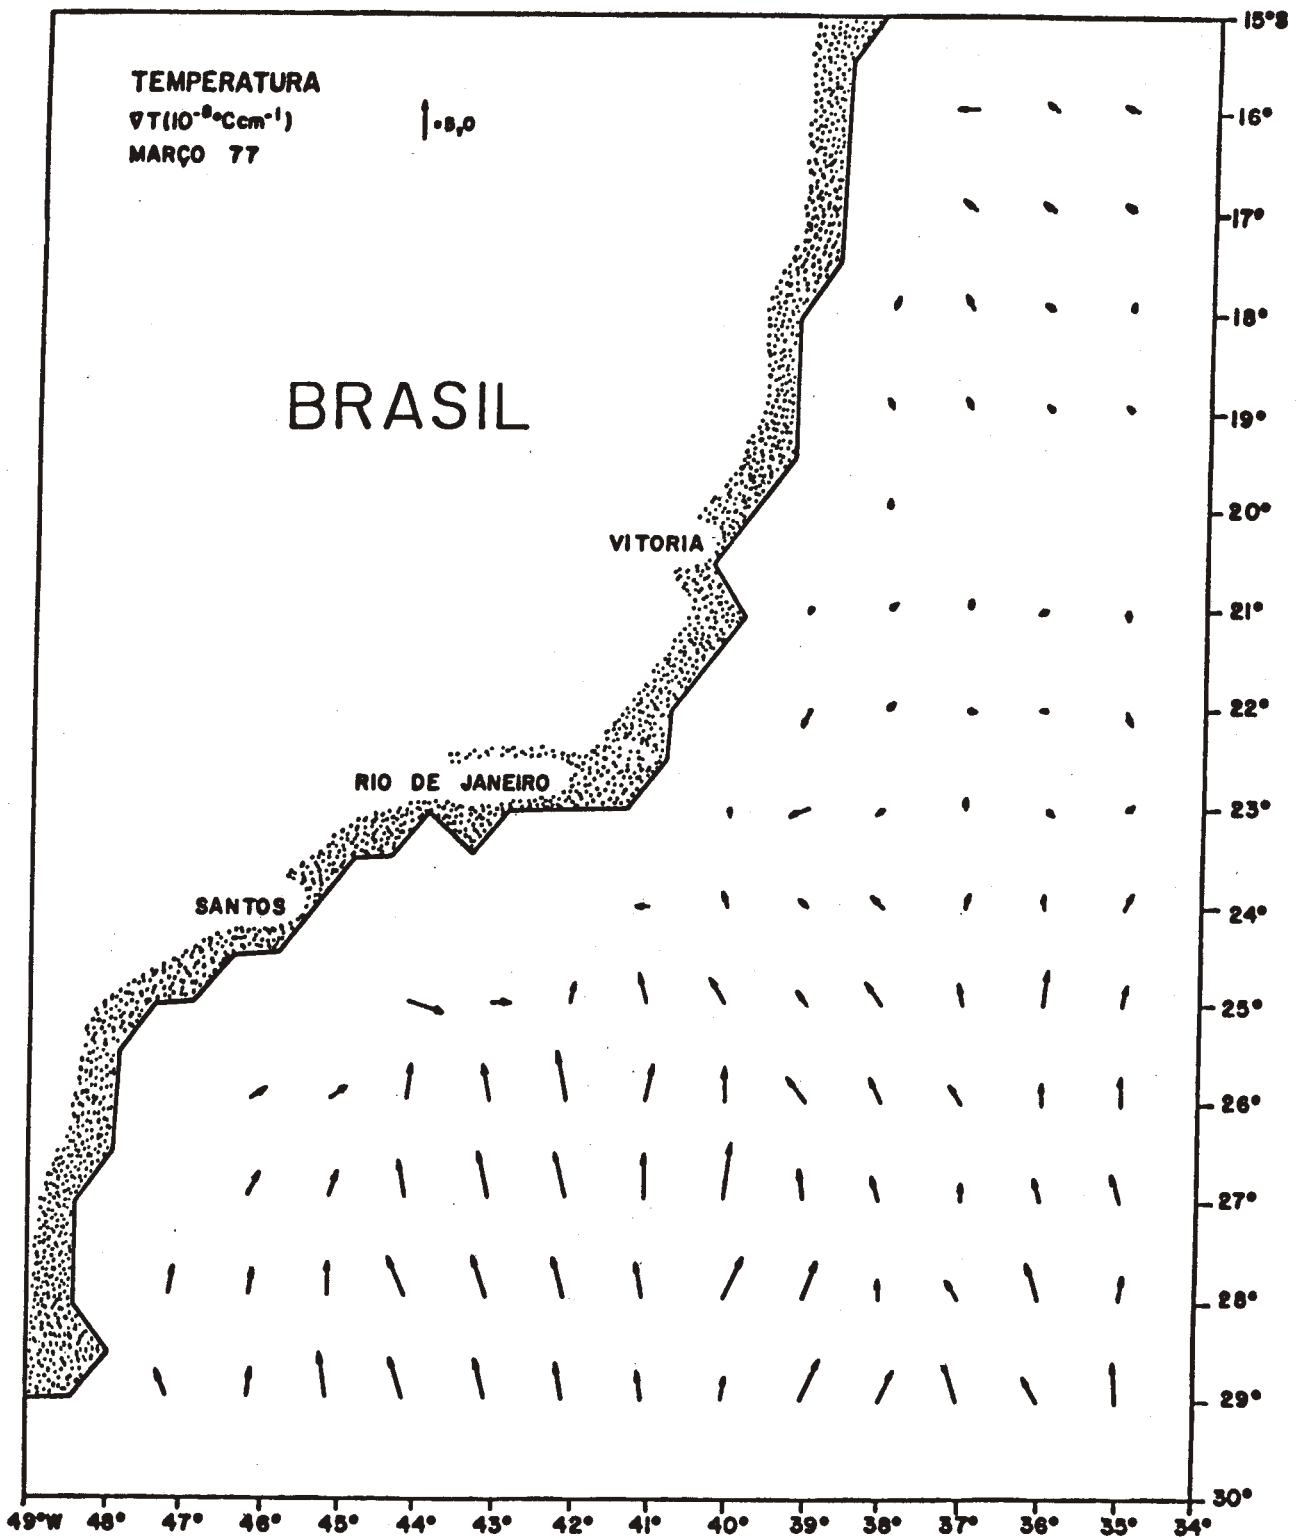 15°S
TEMPERATURA
∇T(10⁻⁸°Ccm⁻¹)
MARÇO 77
BRASIL
VITORIA
RIO DE JANEIRO
SANTOS
16°
17°
18°
19°
20°
21°
22°
23°
24°
25°
26°
27°
28°
29°
30°
49°W 48° 47° 46° 45° 44° 43° 42° 41° 40° 39° 38° 37° 36° 35° 34°